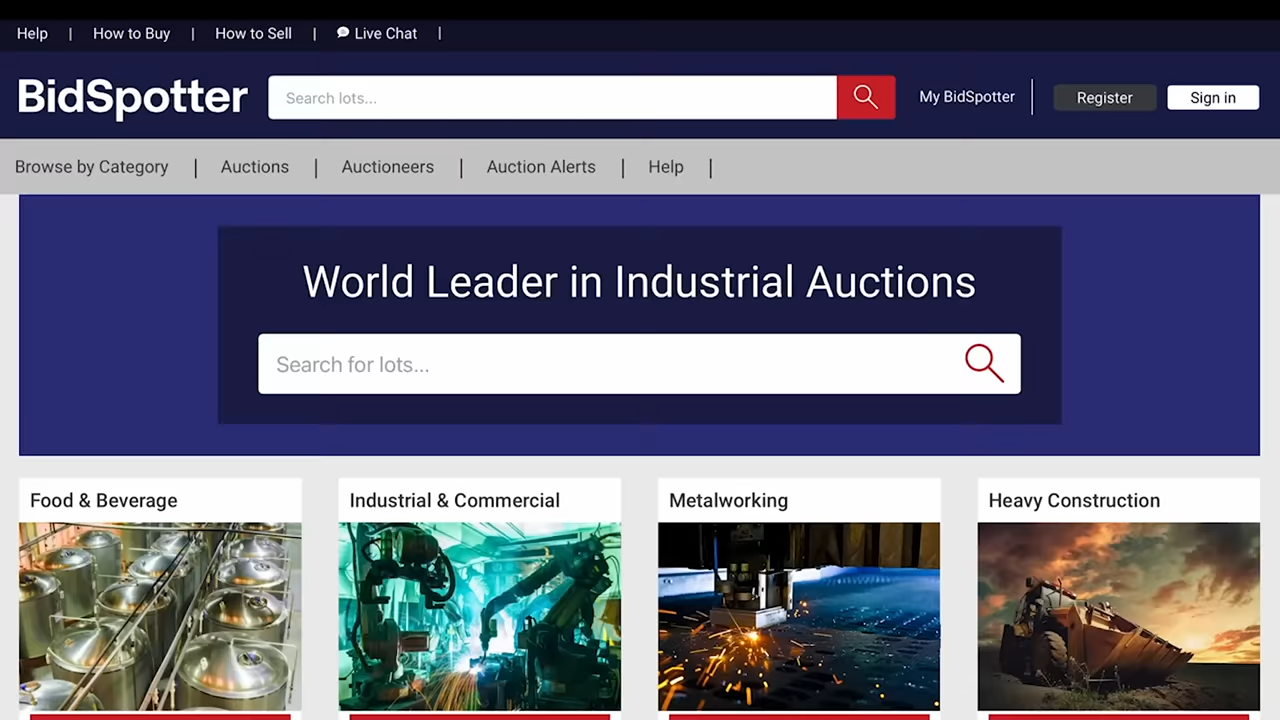 Help | How to Buy | How to Sell | Live Chat |
BidSpotter
Search lots...
My BidSpotter
Register
Sign in
Browse by Category | Auctions | Auctioneers | Auction Alerts | Help |
World Leader in Industrial Auctions
Search for lots...
Food & Beverage
Industrial & Commercial
Metalworking
Heavy Construction